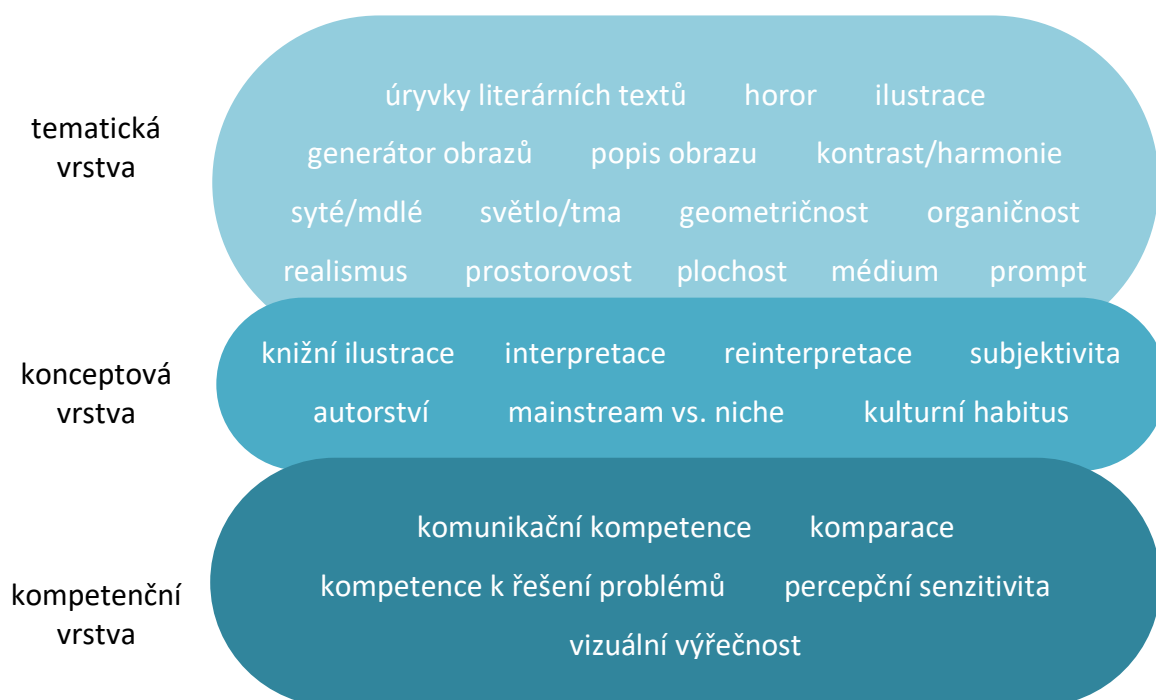 tematická
vrstva
úryvky literárních textů horor ilustrace
generátor obrazů popis obrazu kontrast/harmonie
syté/mdlé světlo/tma geometričnost organičnost
realismus prostorovost plochost médium prompt
konceptová
vrstva
knižní ilustrace interpretace reinterpretace subjektivita
autorství mainstream vs. niche kulturní habitus
kompetenční
vrstva
komunikační kompetence komparace
kompetence k řešení problémů percepční senzitivita
vizuální výřečnost